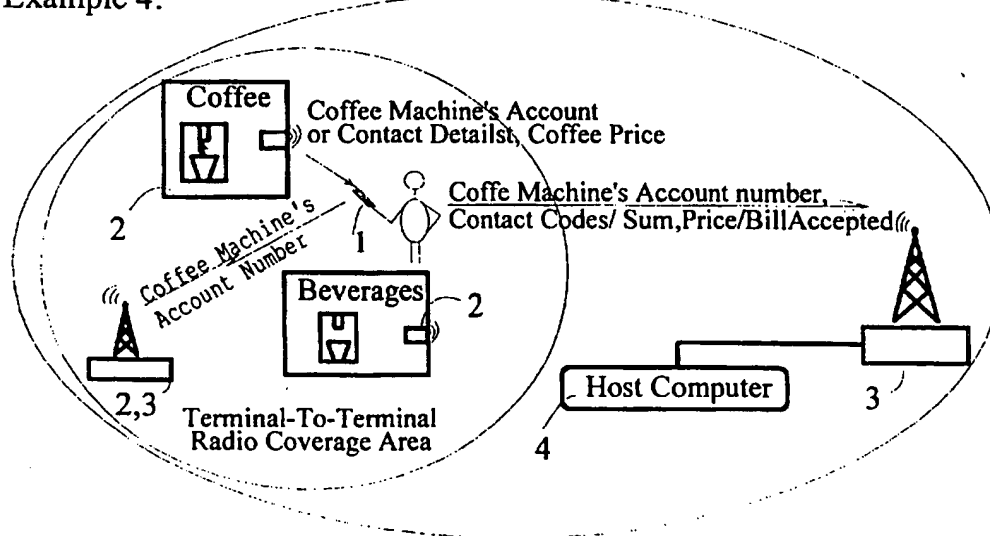 Example 4:
Coffee
Coffee Machine's Account
or Contact Detailst, Coffee Price
2
1
Coffe Machine's Account number,
Contact Codes/ Sum,Price/BillAccepted
Coffee Machine's
Account Number
Beverages
2
2,3
Terminal-To-Terminal
Radio Coverage Area
Host Computer
4
3